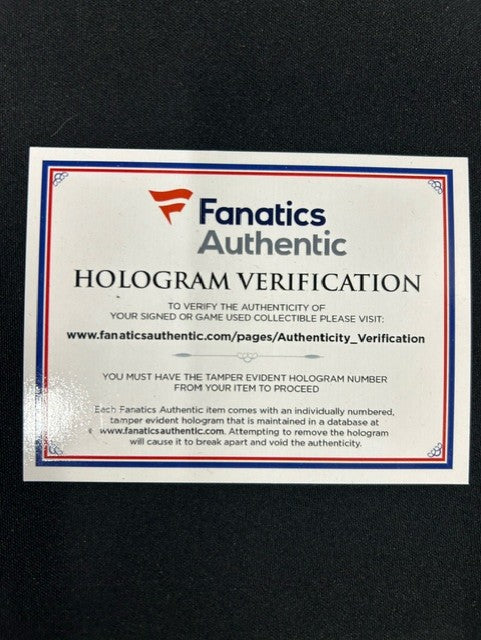 Fanatics
Authentic
HOLOGRAM VERIFICATION
TO VERIFY THE AUTHENTICITY OF
YOUR SIGNED OR GAME USED COLLECTIBLE PLEASE VISIT:
www.fanaticsauthentic.com/pages/Authenticity_Verification
YOU MUST HAVE THE TAMPER EVIDENT HOLOGRAM NUMBER
FROM YOUR ITEM TO PROCEED
Each Fanatics Authentic item comes with an individually numbered,
tamper evident hologram that is maintained in a database at
www.fanaticsauthentic.com. Attempting to remove the hologram
will cause it to break apart and void the authenticity.